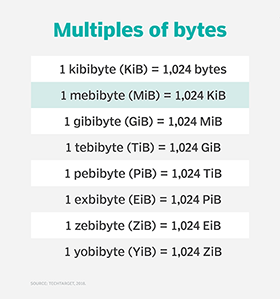 Multiples of bytes
1 kibibyte (KiB) = 1,024 bytes
1 mebibyte (MiB) = 1,024 KiB
1 gibibyte (GiB) = 1,024 MiB
1 tebibyte (TiB) = 1,024 GiB
1 pebibyte (PiB) = 1,024 TiB
1 exbibyte (EiB) = 1,024 PiB
1 zebibyte (ZiB) = 1,024 EiB
1 yobibyte (YiB) = 1,024 ZiB
SOURCE: TECHTARGET, 2018